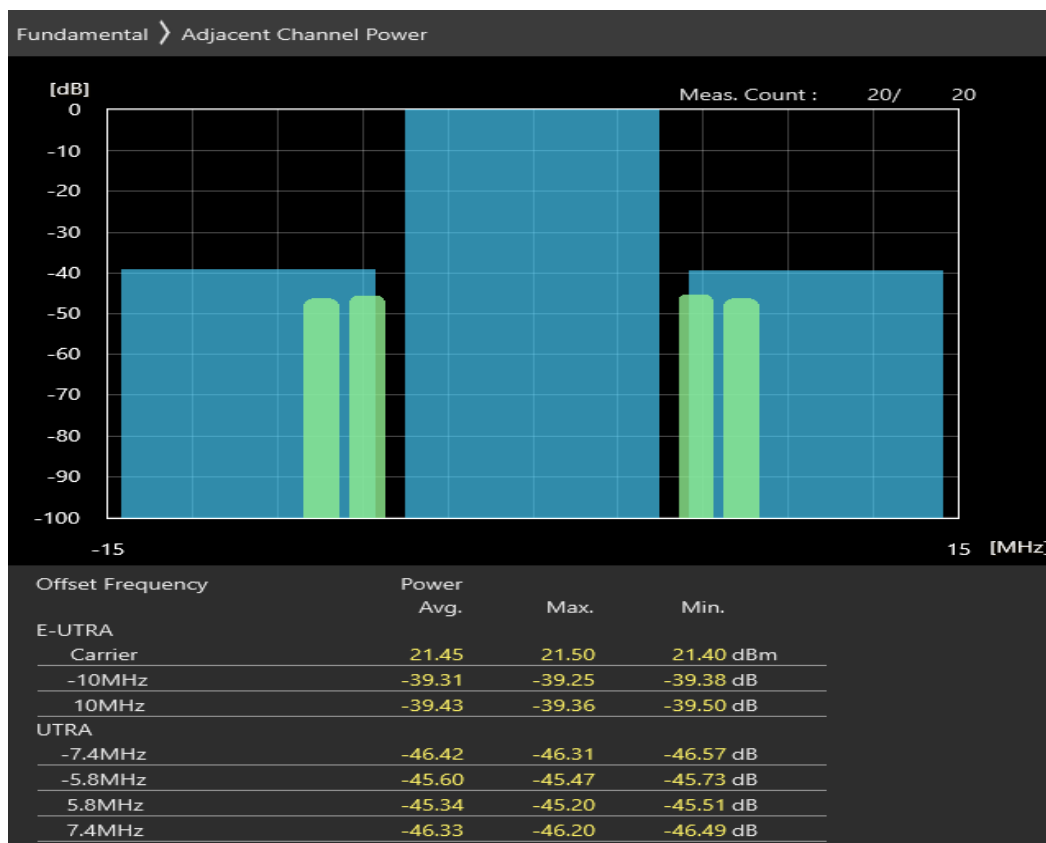 Fundamental 〉 Adjacent Channel Power
[dB]
Meas. Count : 20/ 20
0
-10
-20
-30
-40
-50
-60
-70
-80
-90
-100
-15 15 [MHz]
Offset Frequency Power
Avg. Max. Min.
E-UTRA
Carrier 21.45 21.50 21.40 dBm
-10MHz -39.31 -39.25 -39.38 dB
10MHz -39.43 -39.36 -39.50 dB
UTRA
-7.4MHz -46.42 -46.31 -46.57 dB
-5.8MHz -45.60 -45.47 -45.73 dB
5.8MHz -45.34 -45.20 -45.51 dB
7.4MHz -46.33 -46.20 -46.49 dB